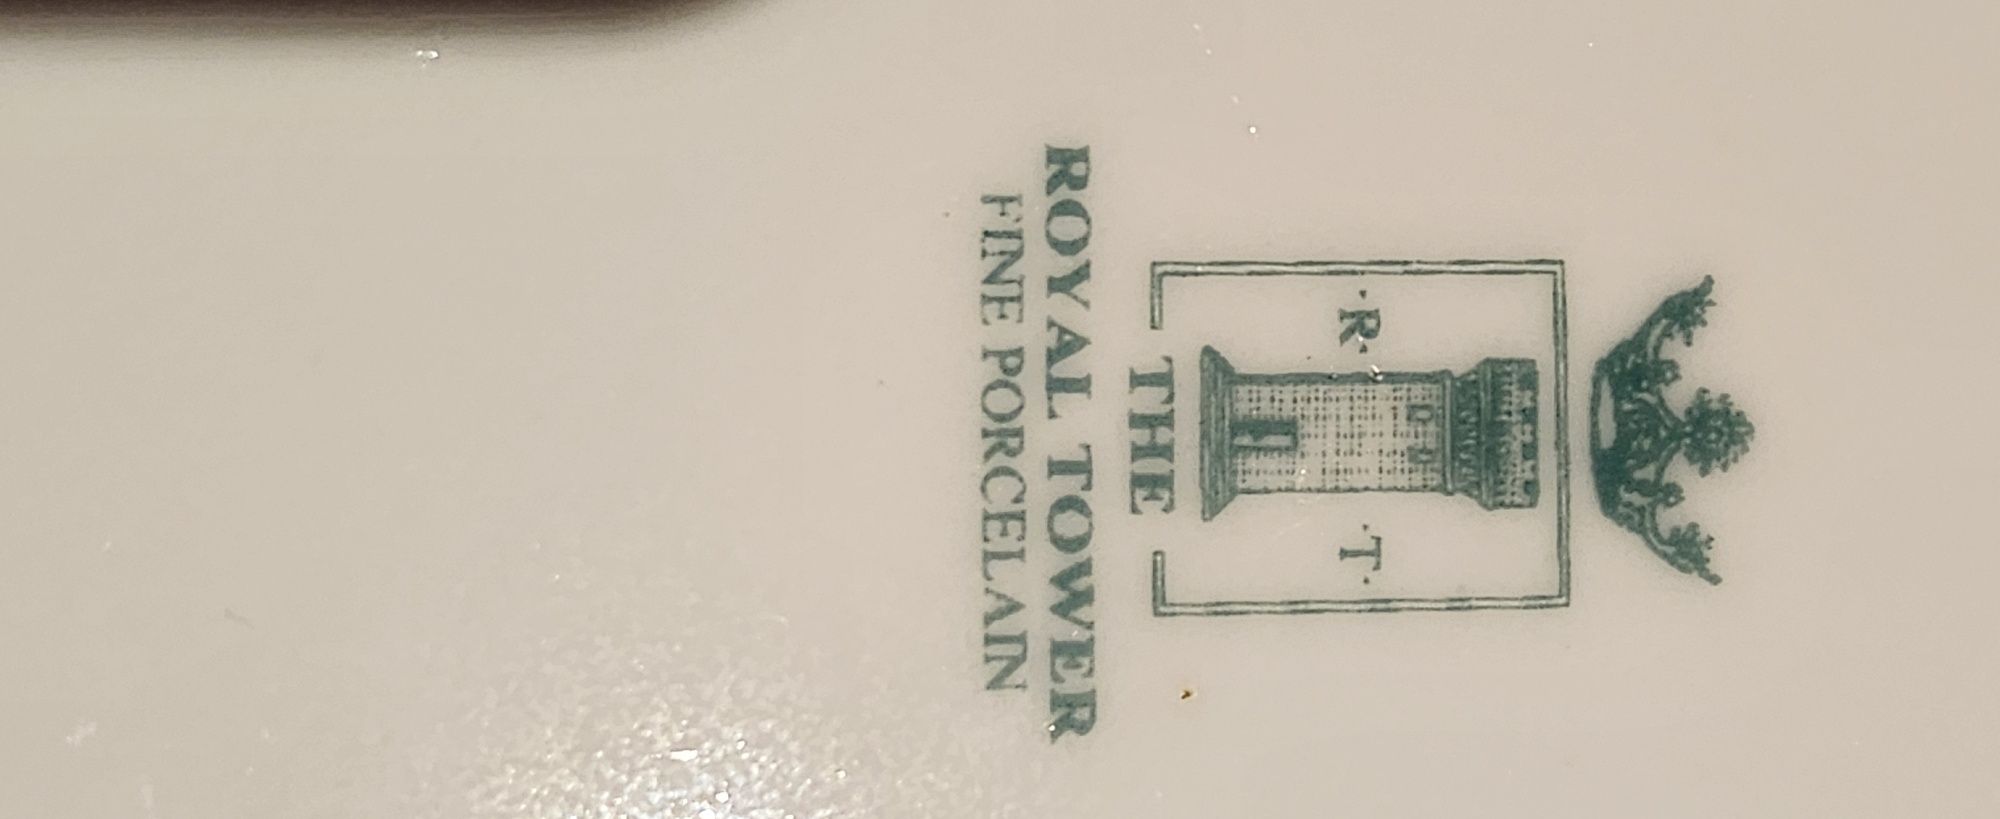 ·R· ·T·
THE
ROYAL TOWER
FINE PORCELAIN